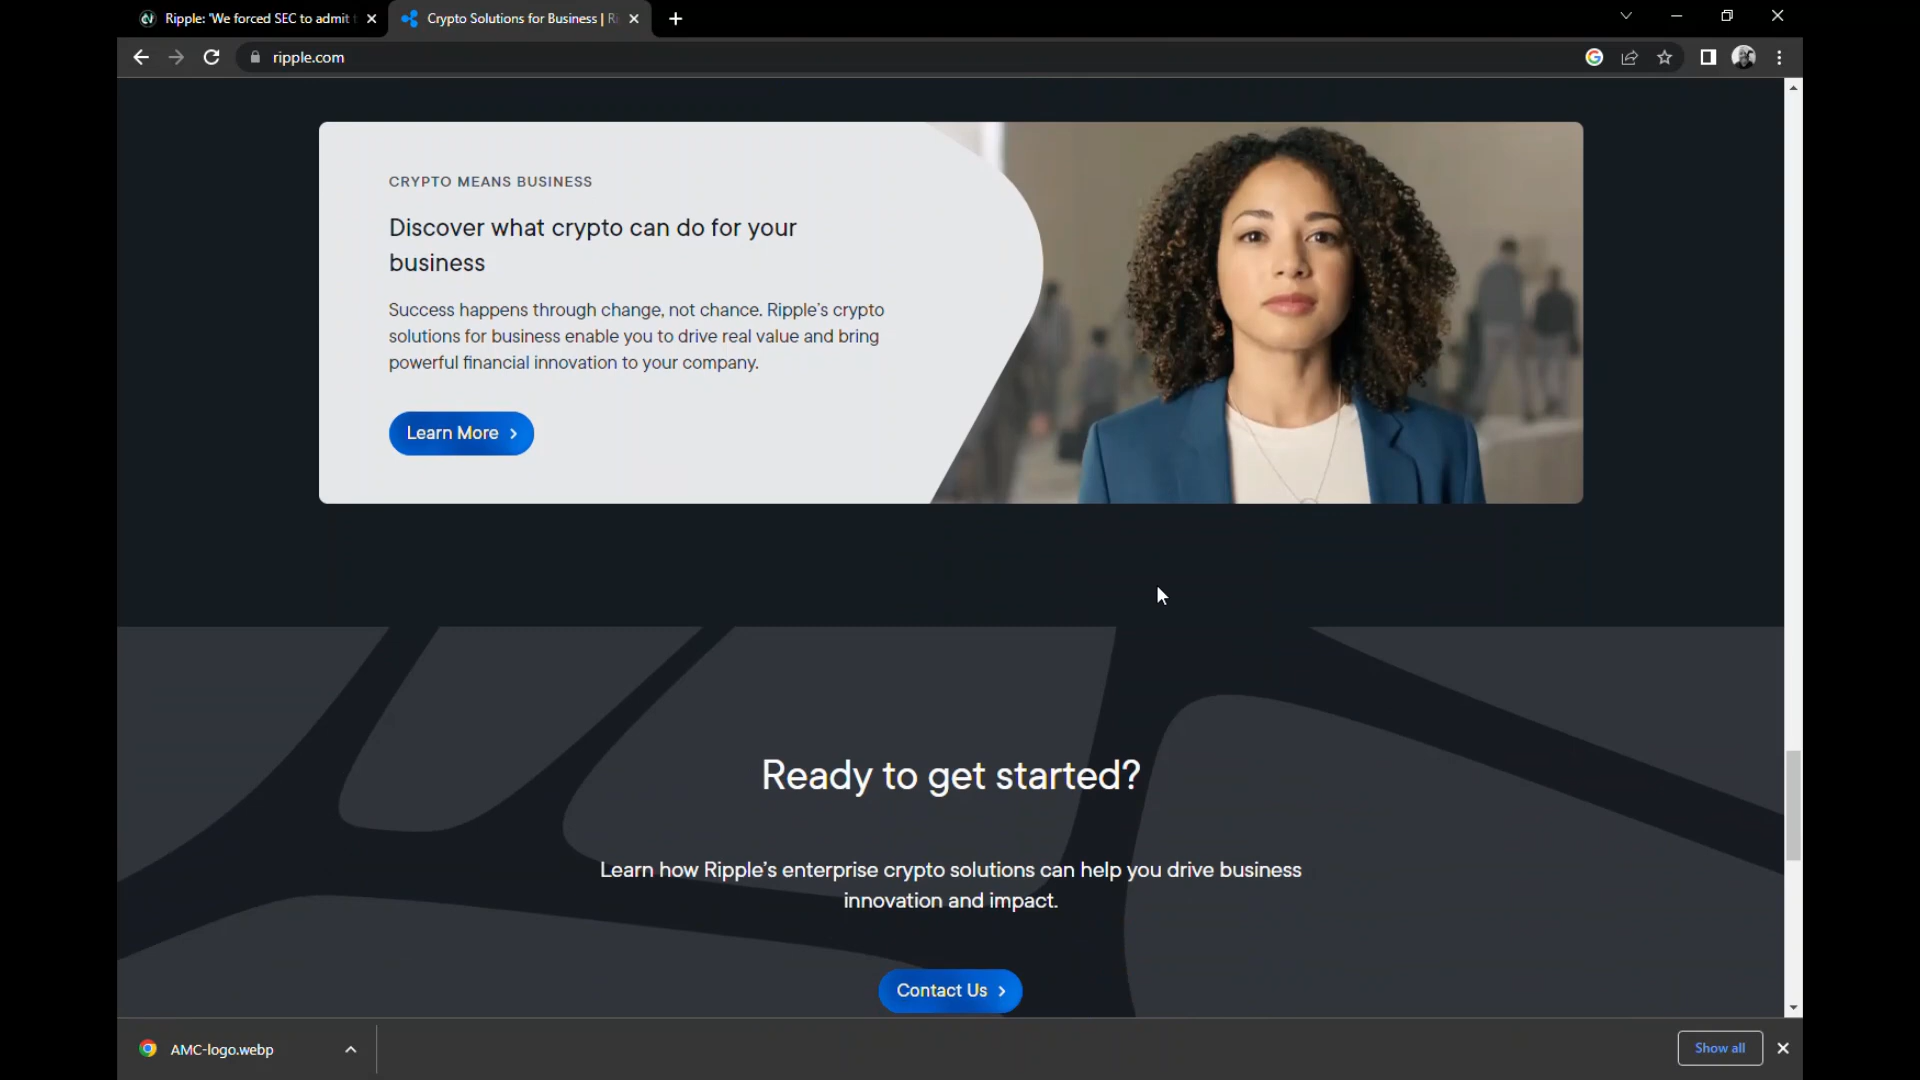 Ripple: 'We forced SEC to admit
Crypto Solutions for Business |
ripple.com
CRYPTO MEANS BUSINESS
Discover what crypto can do for your
business
Success happens through change, not chance. Ripple's crypto
solutions for business enable you to drive real value and bring
powerful financial innovation to your company.
Learn More
Ready to get started?
Learn how Ripple's enterprise crypto solutions can help you drive business
innovation and impact.
Contact Us
AMC-logo.webp
Show all